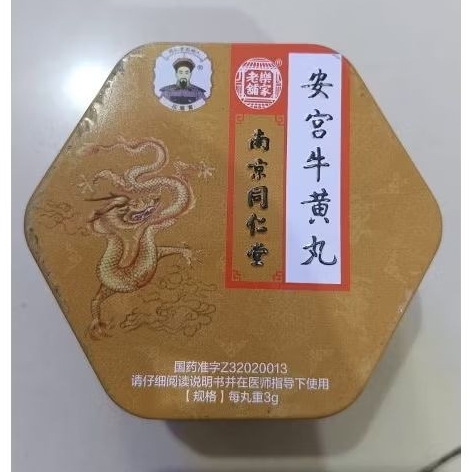 樂家
老舖
®
安宫牛黄丸
南京同仁堂
国药准字Z32020013
请仔细阅读说明书并在医师指导下使用
【规格】每丸重3g